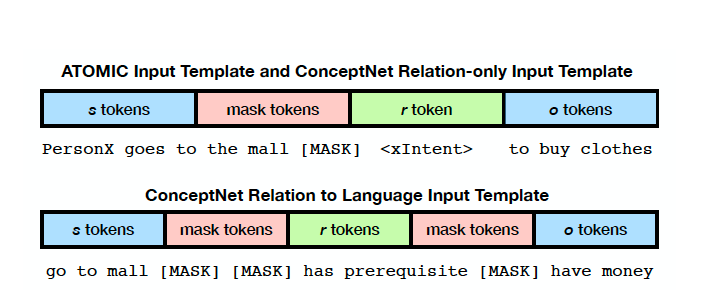 ATOMIC Input Template and ConceptNet Relation-only Input Template
s tokens mask tokens r token o tokens
PersonX goes to the mall [MASK] <xIntent> to buy clothes
ConceptNet Relation to Language Input Template
s tokens mask tokens r tokens mask tokens o tokens
go to mall [MASK] [MASK] has prerequisite [MASK] have money